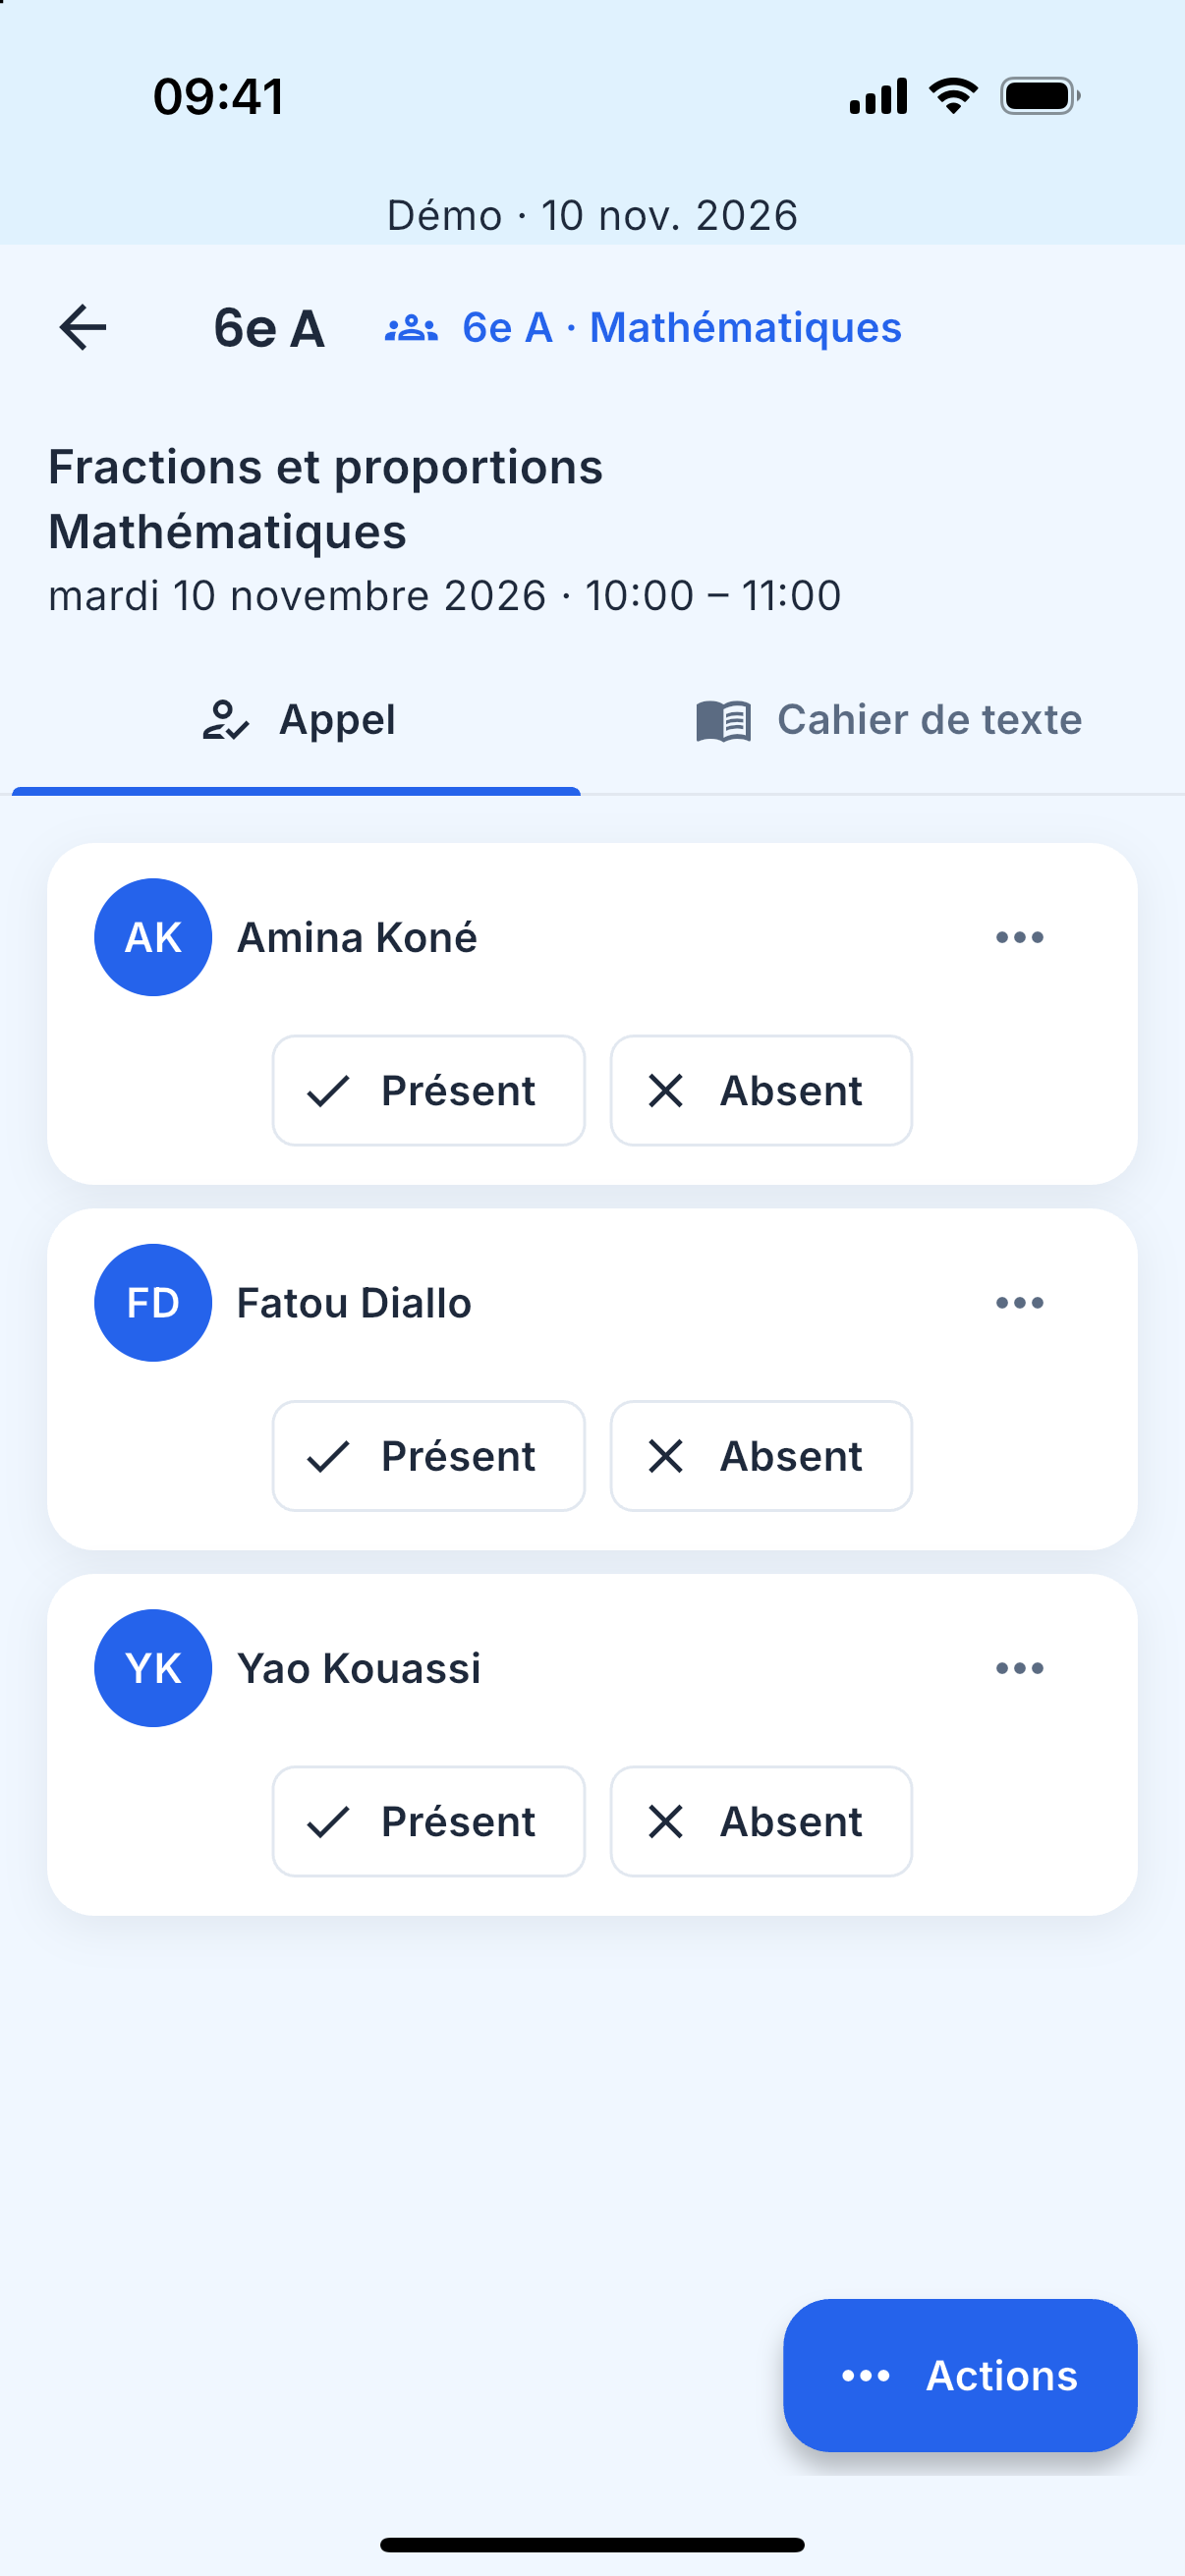 09:41
Démo · 10 nov. 2026
6e A
6e A · Mathématiques
Fractions et proportions
Mathématiques
mardi 10 novembre 2026 · 10:00 – 11:00
Appel
Cahier de texte
AK
Amina Koné
Présent
Absent
FD
Fatou Diallo
Présent
Absent
YK
Yao Kouassi
Présent
Absent
Actions